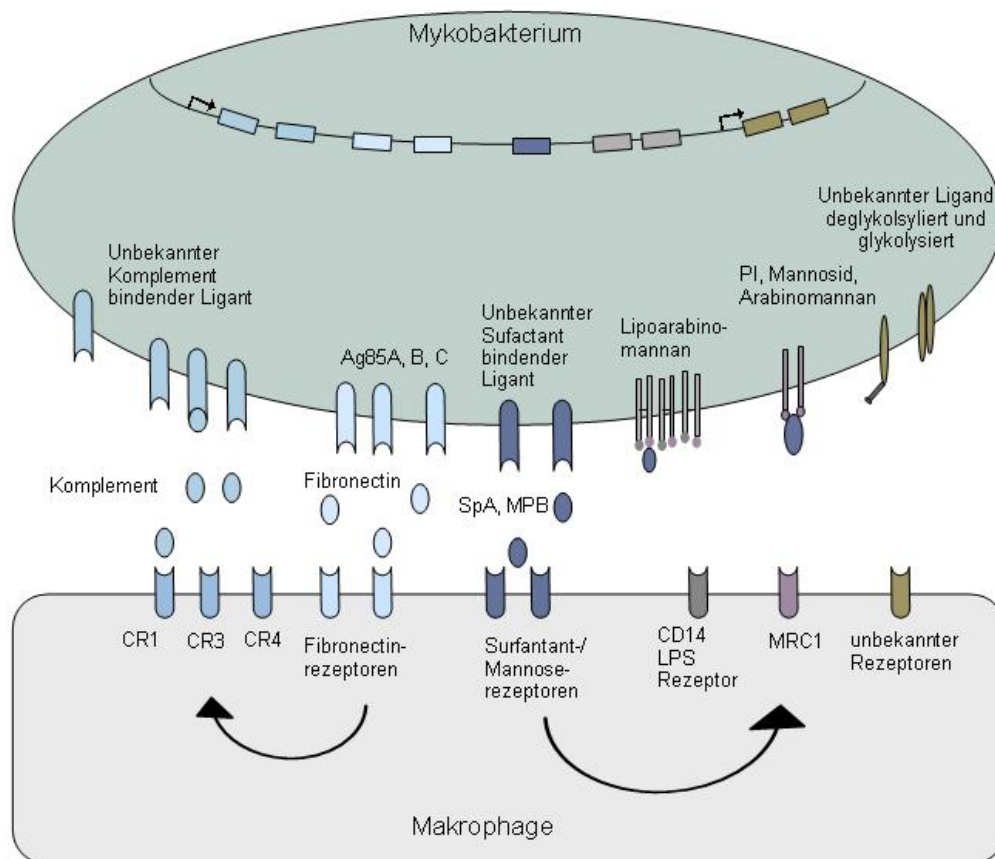 Mykobakterium
Unbekannter Ligand
deglykolsyliert und
glykolysiert
Unbekannter
Komplement
bindender Ligant
PI, Mannosid,
Arabinomannan
Unbekannter
Sufactant
bindender
Ligant
Lipoarabino-
mannan
Ag85A, B, C
Komplement
Fibronectin
SpA, MPB
CR1
CR3
CR4
Fibronectin-
rezeptoren
Surfantant-/
Mannose-
rezeptoren
CD14
LPS
Rezeptor
MRC1
unbekannter
Rezeptoren
Makrophage